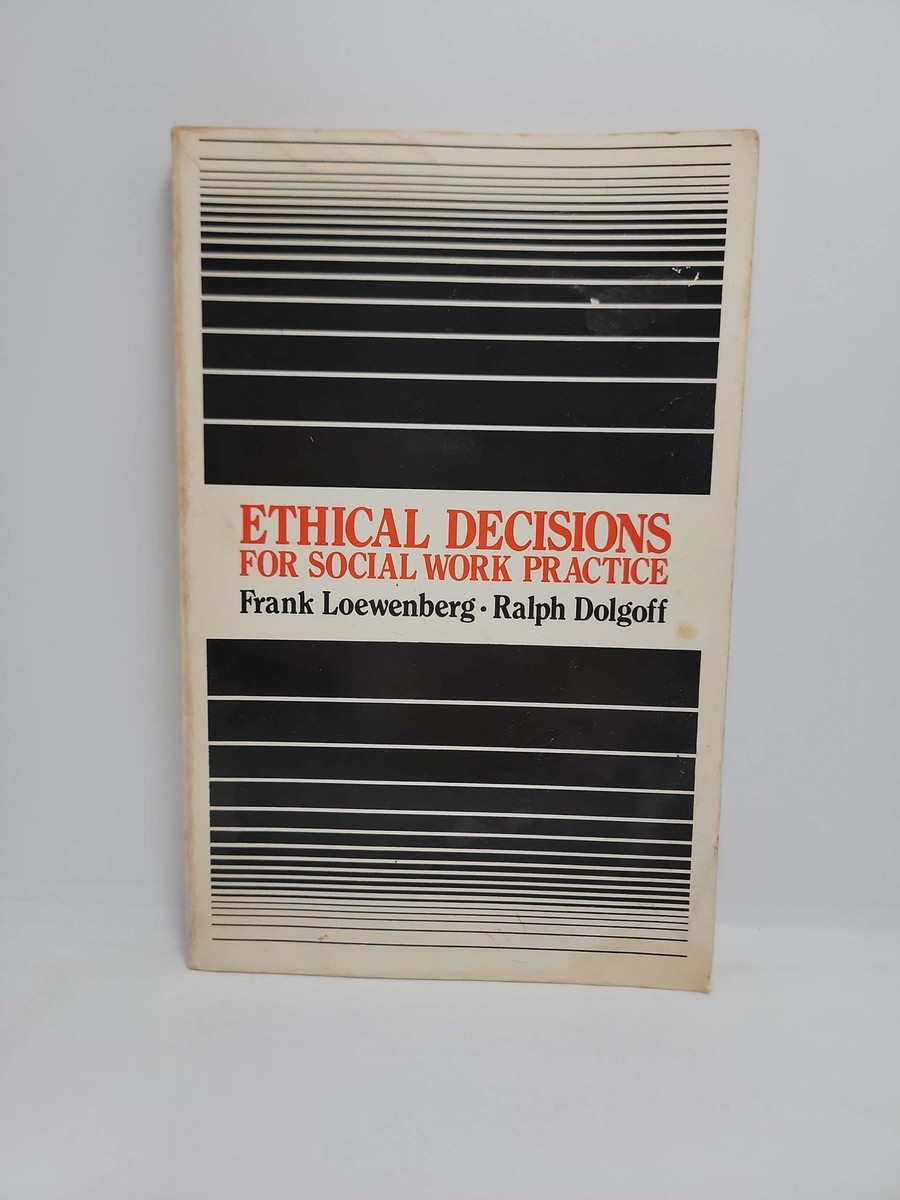 ETHICAL DECISIONS
FOR SOCIAL WORK PRACTICE
Frank Loewenberg · Ralph Dolgoff